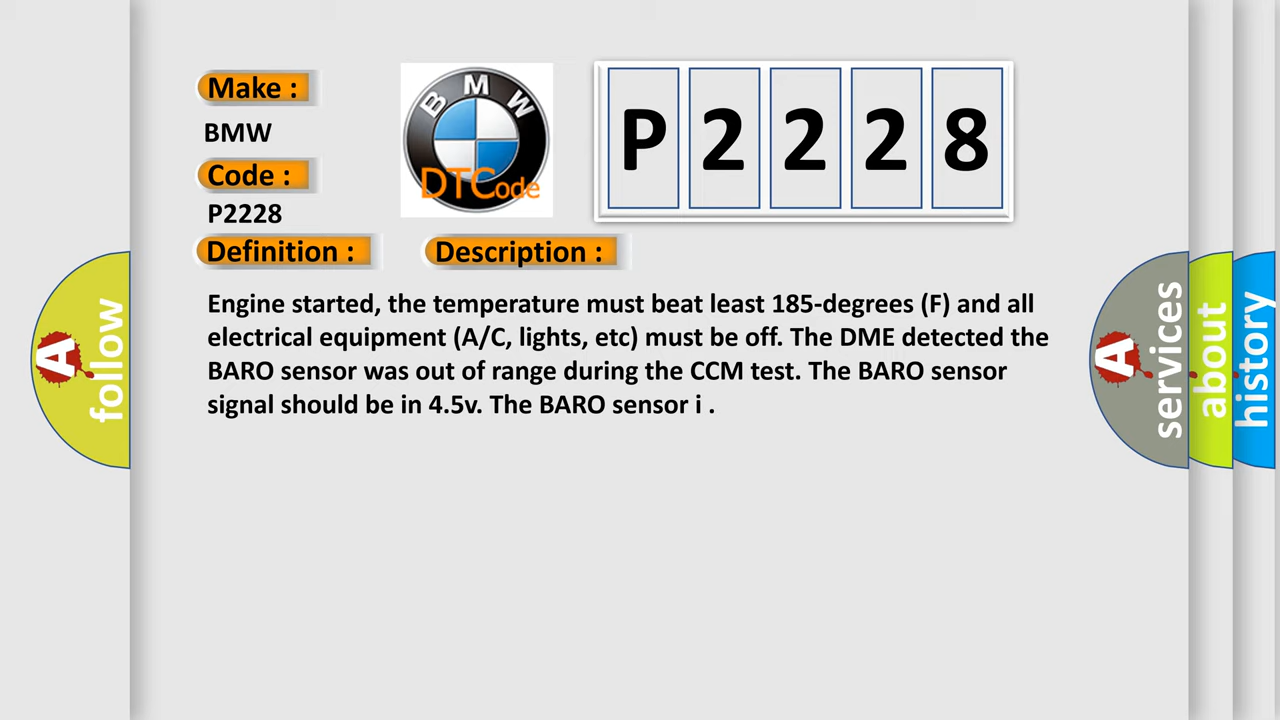 Make :
BMW
Code :
P2228
Definition :
Description :
BMW
DTCode
P 2 2 2 8
Engine started, the temperature must beat least 185-degrees (F) and all
electrical equipment (A/C, lights, etc) must be off. The DME detected the
BARO sensor was out of range during the CCM test. The BARO sensor
signal should be in 4.5v. The BARO sensor i .
A follow
A services
about
history